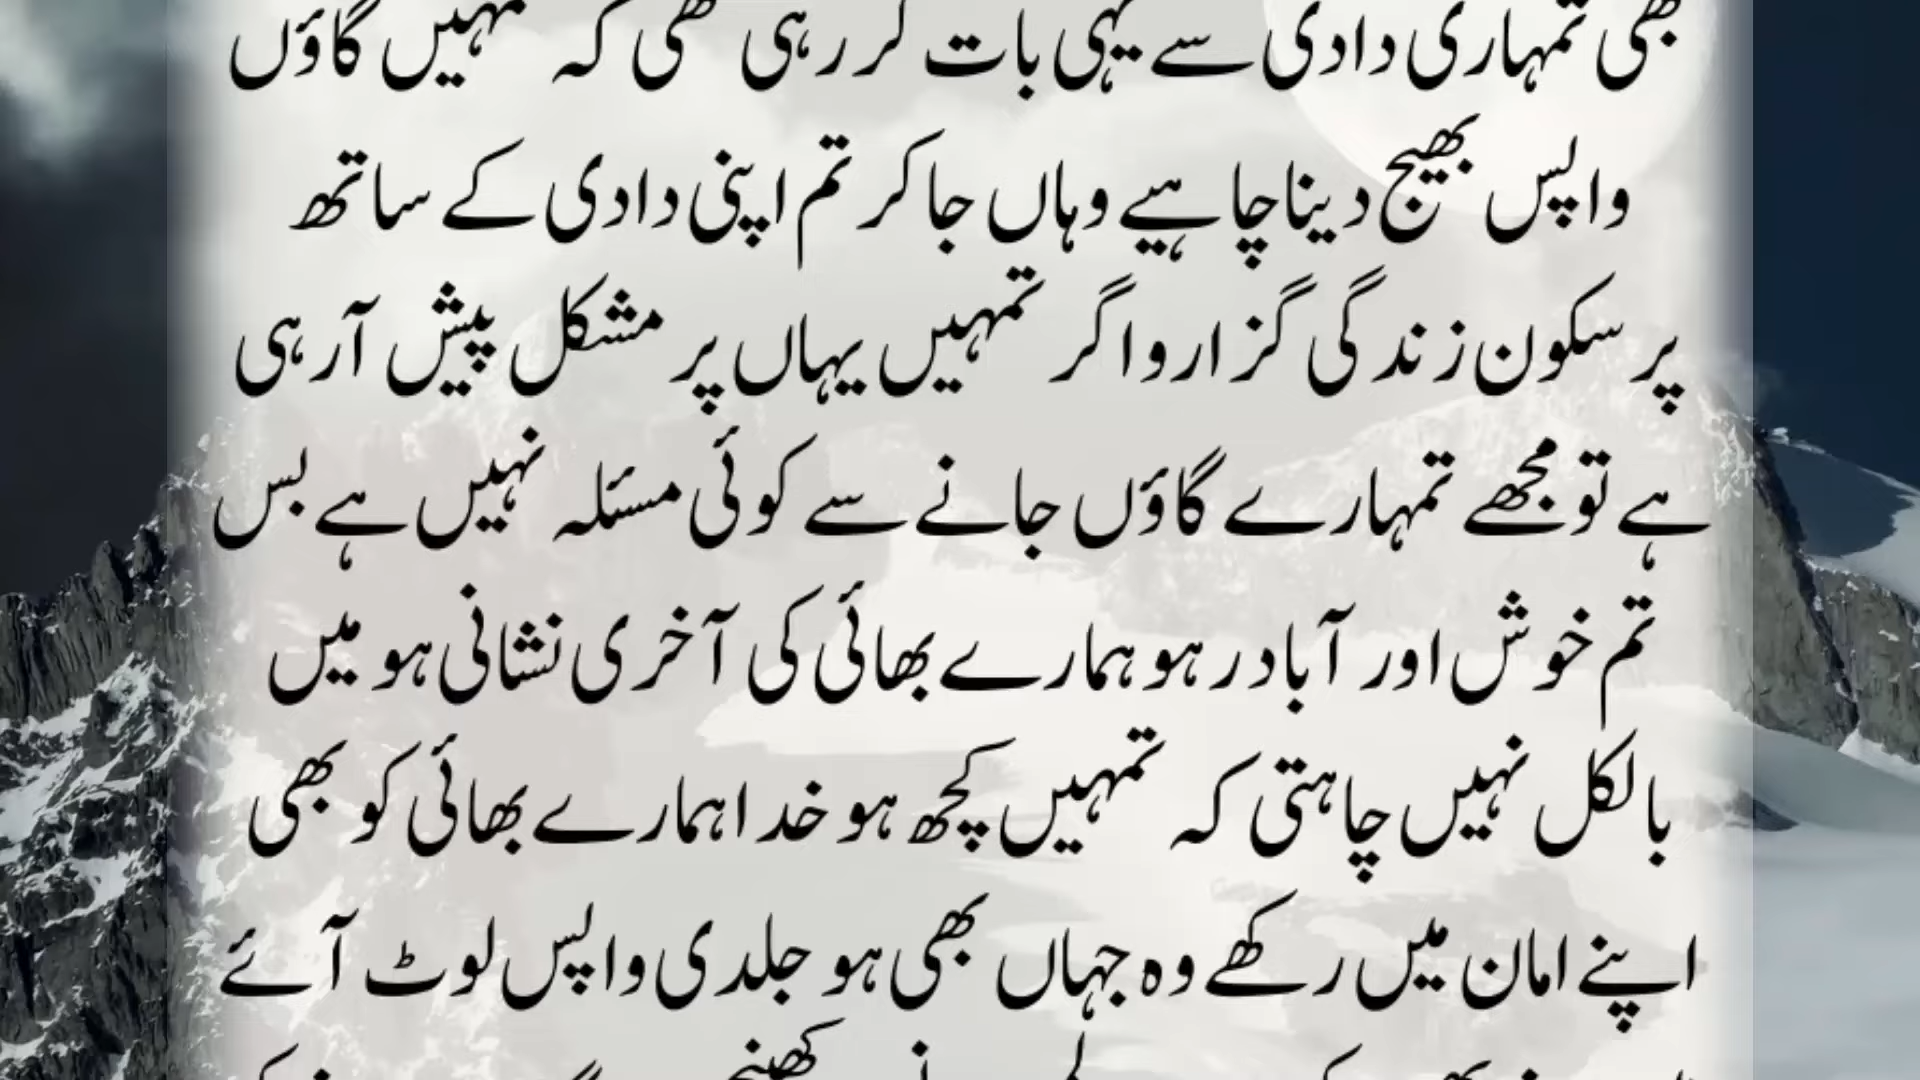 بھی تمہاری دادی سے یہی بات کر رہی تھی کہ تمہیں گاؤں
واپس بھیج دینا چاہیے وہاں جا کر تم اپنی دادی کے ساتھ
پر سکون زندگی گزارو اگر تمہیں یہاں پر مشکل پیش آرہی
ہے تو مجھے تمہارے گاؤں جانے سے کوئی مسئلہ نہیں ہے بس
تم خوش اور آباد رہو ہمارے بھائی کی آخری نشانی ہو میں
بالکل نہیں چاہتی کہ تمہیں کچھ ہو خدا ہمارے بھائی کو بھی
اپنے امان میں رکھے وہ جہاں بھی ہو جلدی واپس لوٹ آئے